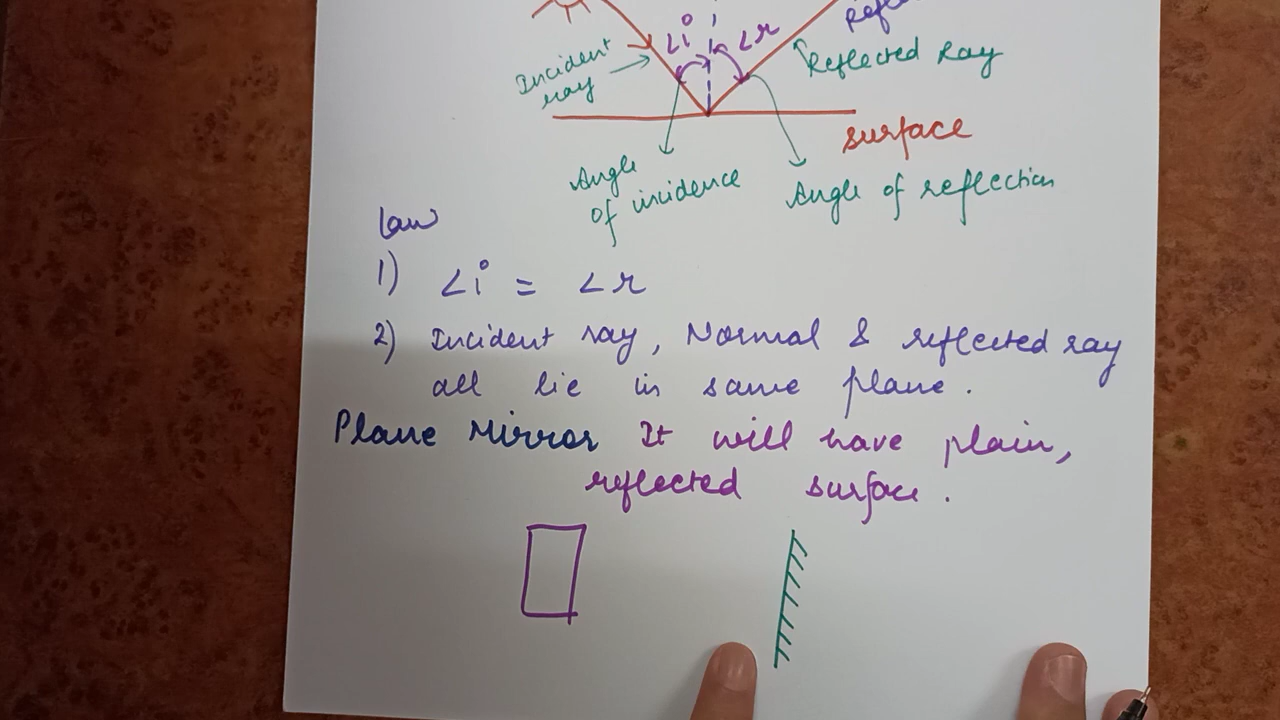 ∠i ∠r
Incident ray
Reflected Ray
surface
Angle of incidence
Angle of reflection
law
1) ∠i = ∠r
2) Incident ray, Normal & reflected ray
all lie in same plane.
Plane Mirror It will have plain,
reflected surface.